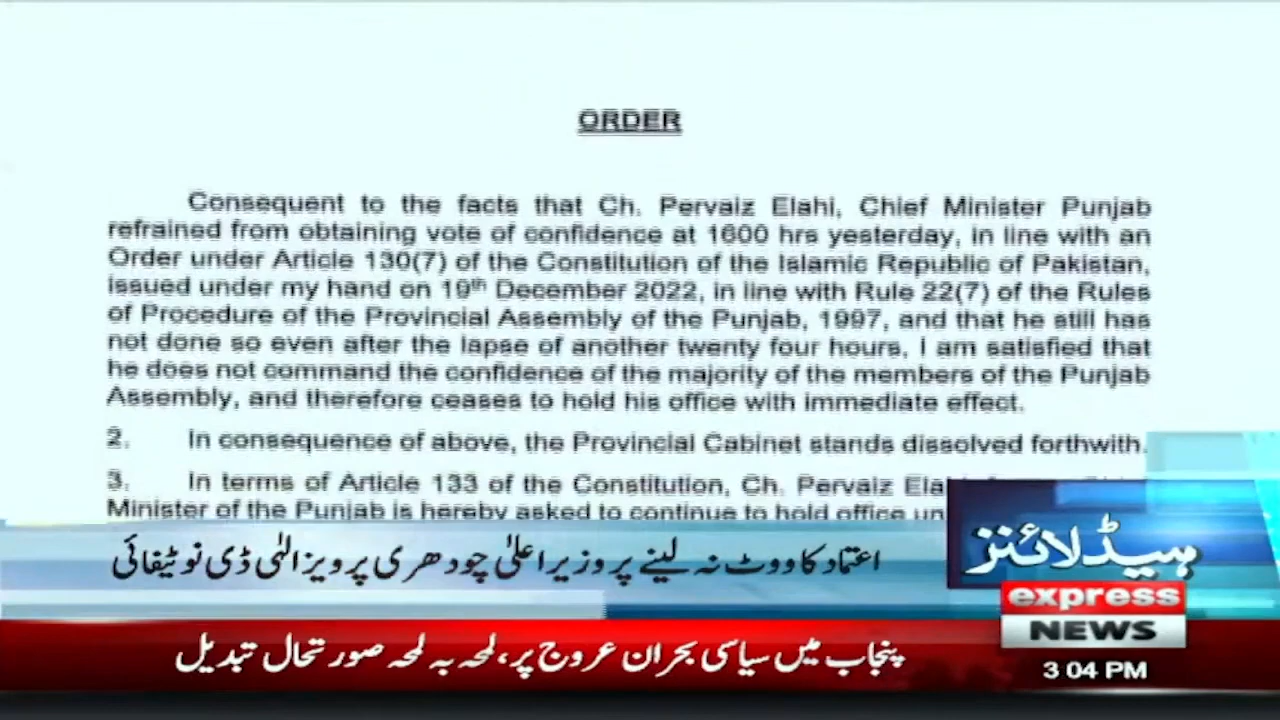 ORDER
Consequent to the facts that Ch. Pervaiz Elahi, Chief Minister Punjab
refrained from obtaining vote of confidence at 1600 hrs yesterday, in line with an
Order under Article 130(7) of the Constitution of the Islamic Republic of Pakistan,
issued under my hand on 19th December 2022, in line with Rule 22(7) of the Rules
of Procedure of the Provincial Assembly of the Punjab, 1997, and that he still has
not done so even after the lapse of another twenty four hours, I am satisfied that
he does not command the confidence of the majority of the members of the Punjab
Assembly, and therefore ceases to hold his office with immediate effect.
2. In consequence of above, the Provincial Cabinet stands dissolved forthwith.
3. In terms of Article 133 of the Constitution, Ch. Pervaiz
Minister of the Punjab is hereby asked to continue to hold office
اعتماد کا ووٹ نہ لینے پر وزیر اعلیٰ چودھری پرویز الٰہی ڈی نوٹیفائی
ہیڈلائنز
express
NEWS
پنجاب میں سیاسی بحران عروج پر، لمحہ بہ لمحہ صورتحال تبدیل
3:04 PM